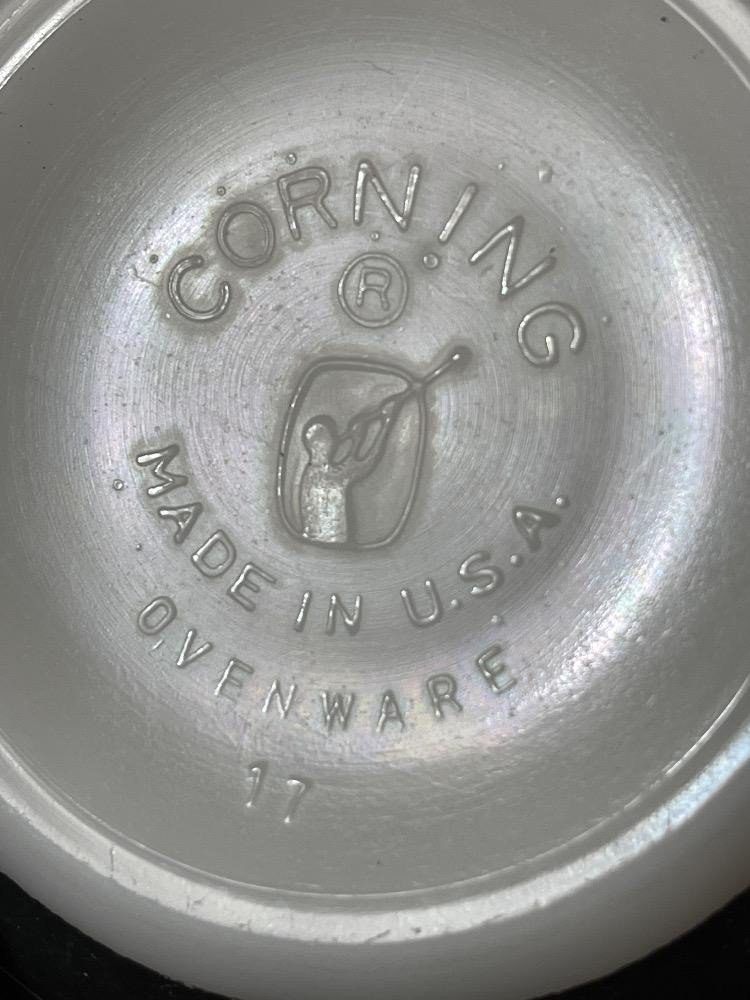 CORNING
®
MADE IN U.S.A.
OVENWARE
17